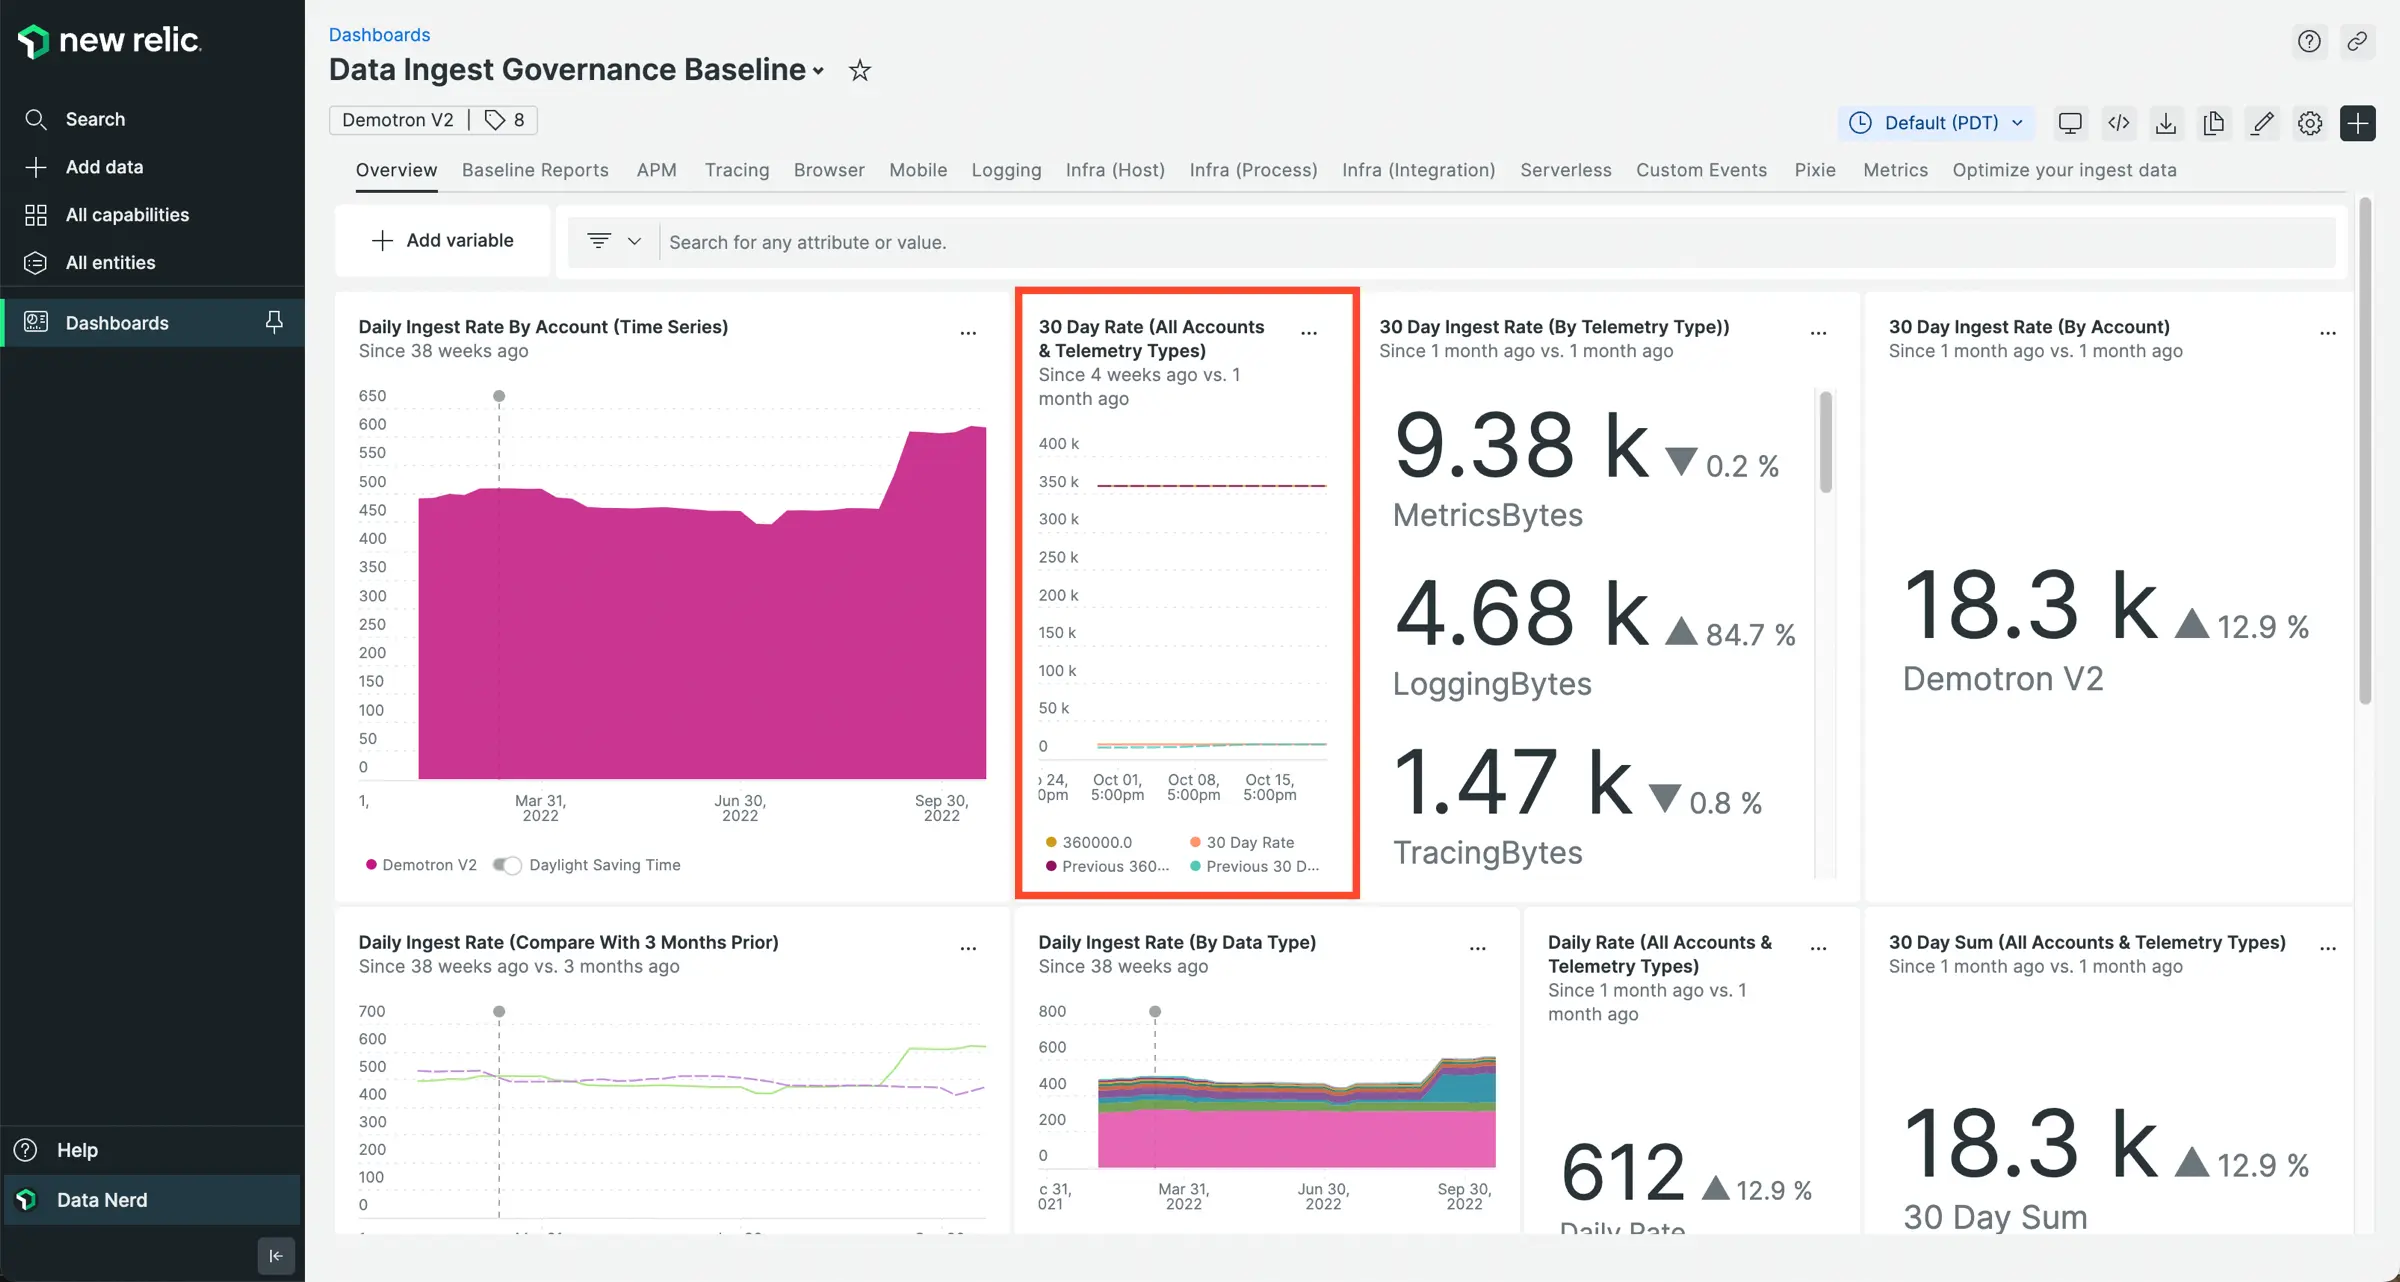 new relic.
Search
Add data
All capabilities
All entities
Dashboards
Help
Data Nerd
Dashboards
Data Ingest Governance Baseline
Demotron V2 | 8
Default (PDT)
Overview Baseline Reports APM Tracing Browser Mobile Logging Infra (Host) Infra (Process) Infra (Integration) Serverless Custom Events Pixie Metrics Optimize your ingest data
Add variable
Search for any attribute or value.
Daily Ingest Rate By Account (Time Series)
Since 38 weeks ago
650
600
550
500
450
400
350
300
250
200
150
100
50
0
1,
Mar 31,
2022
Jun 30,
2022
Sep 30,
2022
Demotron V2 Daylight Saving Time
30 Day Rate (All Accounts
& Telemetry Types)
Since 4 weeks ago vs. 1
month ago
400 k
350 k
300 k
250 k
200 k
150 k
100 k
50 k
0
24,
0pm
Oct 01,
5:00pm
Oct 08,
5:00pm
Oct 15,
5:00pm
360000.0
30 Day Rate
Previous 360...
Previous 30 D...
30 Day Ingest Rate (By Telemetry Type))
Since 1 month ago vs. 1 month ago
9.38 k 0.2 %
MetricsBytes
4.68 k 84.7 %
LoggingBytes
1.47 k 0.8 %
TracingBytes
30 Day Ingest Rate (By Account)
Since 1 month ago vs. 1 month ago
18.3 k 12.9 %
Demotron V2
Daily Ingest Rate (Compare With 3 Months Prior)
Since 38 weeks ago vs. 3 months ago
700
600
500
400
300
200
100
0
Daily Ingest Rate (By Data Type)
Since 38 weeks ago
800
600
400
200
0
c 31,
021
Mar 31,
2022
Jun 30,
2022
Sep 30,
2022
Daily Rate (All Accounts &
Telemetry Types)
Since 1 month ago vs. 1
month ago
612 12.9 %
Daily Rate
30 Day Sum (All Accounts & Telemetry Types)
Since 1 month ago vs. 1 month ago
18.3 k 12.9 %
30 Day Sum